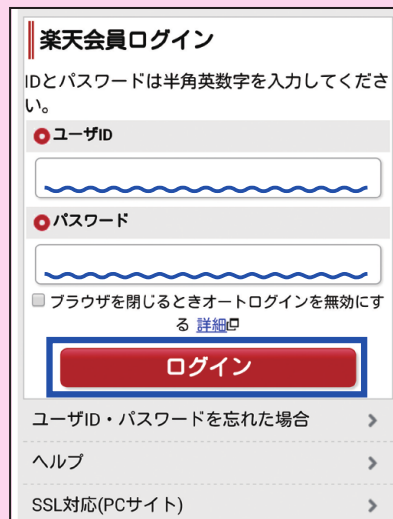 楽天会員ログイン
IDとパスワードは半角英数字を入力してくださ
い。
ユーザID
パスワード
ブラウザを閉じるときオートログインを無効にす
る 詳細
ログイン
ユーザID・パスワードを忘れた場合
ヘルプ
SSL対応(PCサイト)